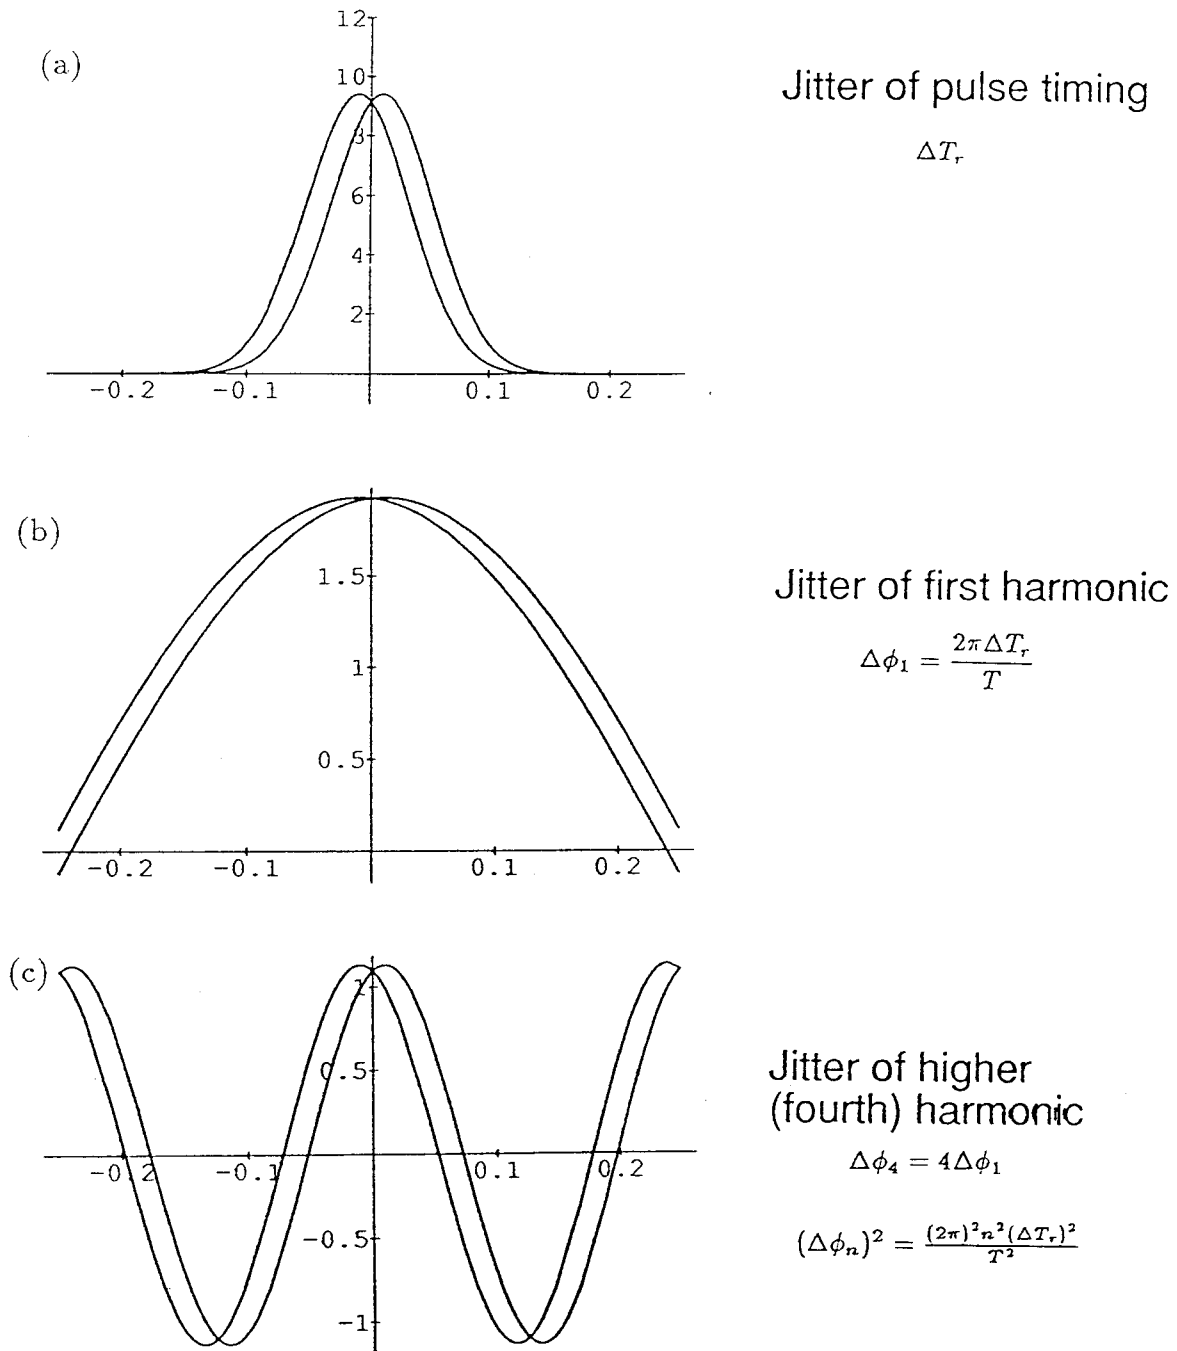 (a)
12
10
8
6
4
2
-0.2 -0.1 0.1 0.2
Jitter of pulse timing
ΔT_r
(b)
1.5
1
0.5
-0.2 -0.1 0.1 0.2
Jitter of first harmonic
Δϕ_1 = 2πΔT_r / T
(c)
1
0.5
-0.2 -0.1 0.1 0.2
-0.5
-1
Jitter of higher
(fourth) harmonic
Δϕ_4 = 4Δϕ_1
(Δϕ_n)^2 = (2π)^2 n^2 (ΔT_r)^2 / T^2